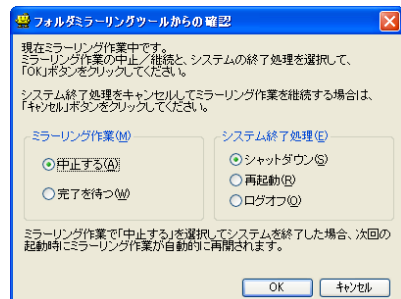 フォルダミラーリングツールからの確認
現在ミラーリング作業中です。
ミラーリング作業の中止／継続と、システムの終了処理を選択して、
「OK」ボタンをクリックしてください。
システム終了処理をキャンセルしてミラーリング作業を継続する場合は、
「キャンセル」ボタンをクリックしてください。
ミラーリング作業(M)
中止する(A)
完了を待つ(W)
システム終了処理(E)
シャットダウン(S)
再起動(R)
ログオフ(O)
ミラーリング作業で「中止する」を選択してシステムを終了した場合、次回の
起動時にミラーリング作業が自動的に再開されます。
OK
キャンセル